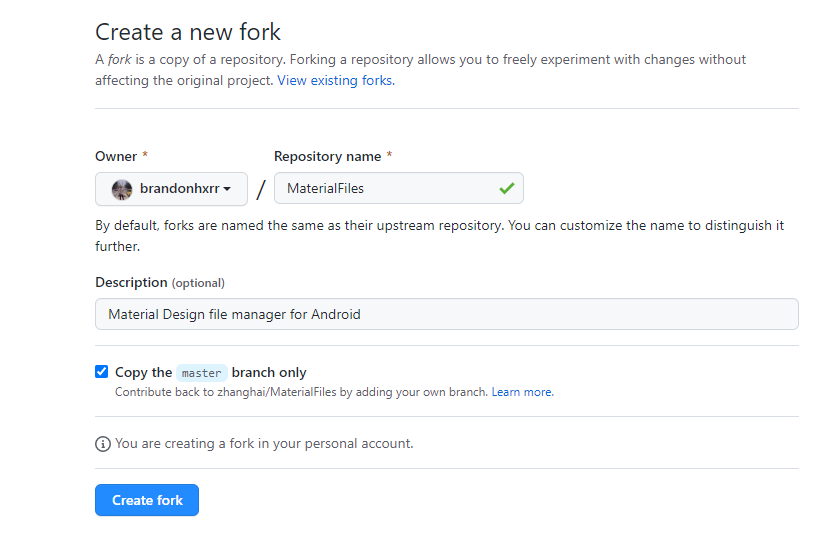 Create a new fork
A fork is a copy of a repository. Forking a repository allows you to freely experiment with changes without
affecting the original project. View existing forks.
Owner *
Repository name *
brandonhxrr
/
MaterialFiles
By default, forks are named the same as their upstream repository. You can customize the name to distinguish it
further.
Description (optional)
Material Design file manager for Android
Copy the master branch only
Contribute back to zhanghai/MaterialFiles by adding your own branch. Learn more.
You are creating a fork in your personal account.
Create fork